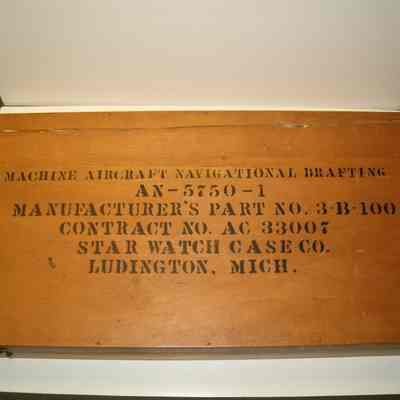 MACHINE AIRCRAFT NAVIGATIONAL DRAFTING
AN-5750-1
MANUFACTURER'S PART NO. 3-B-100
CONTRACT NO. AC 33007
STAR WATCH CASE CO.
LUDINGTON, MICH.